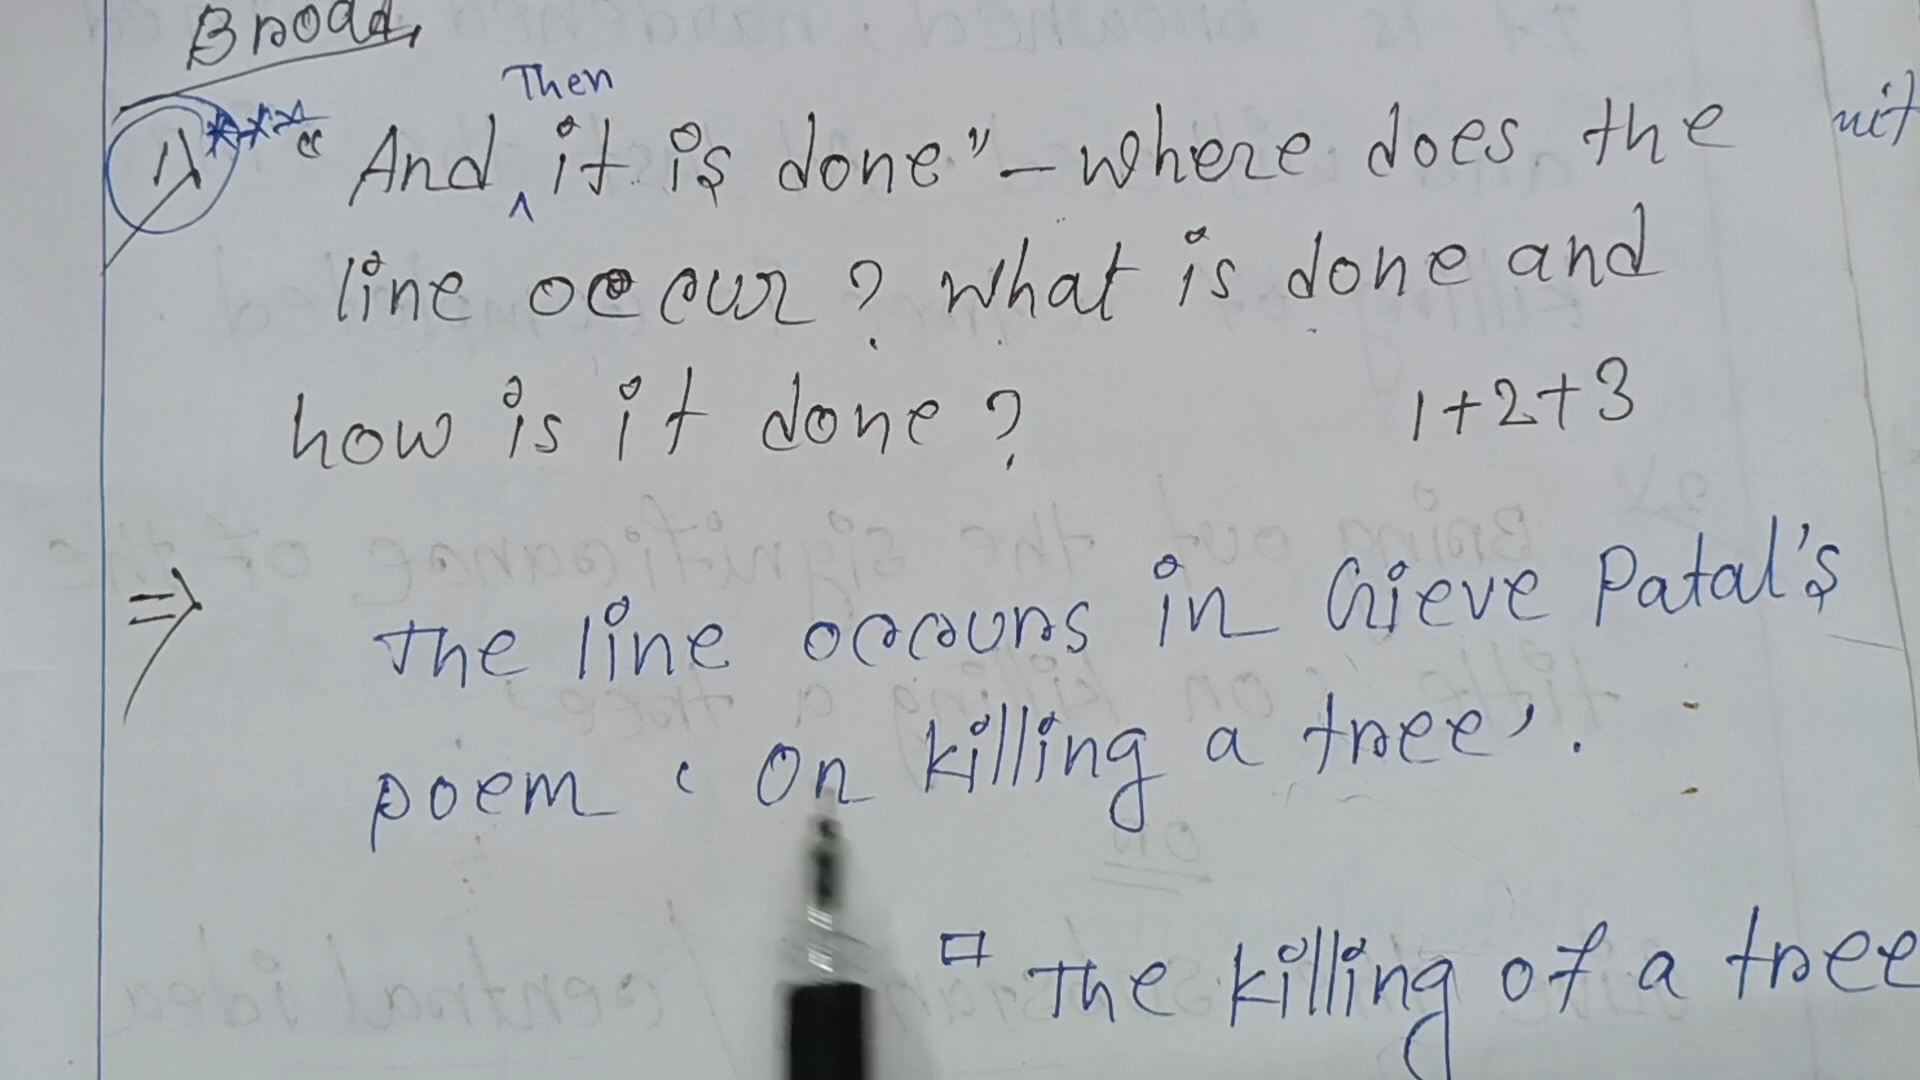 Broad
Then
1) *** "And ^ it is done" - where does the
line occur? What is done and
how is it done? 1+2+3
⇒ The line occurs in Gieve Patal's
poem 'On killing a tree'.
□ The killing of a tree